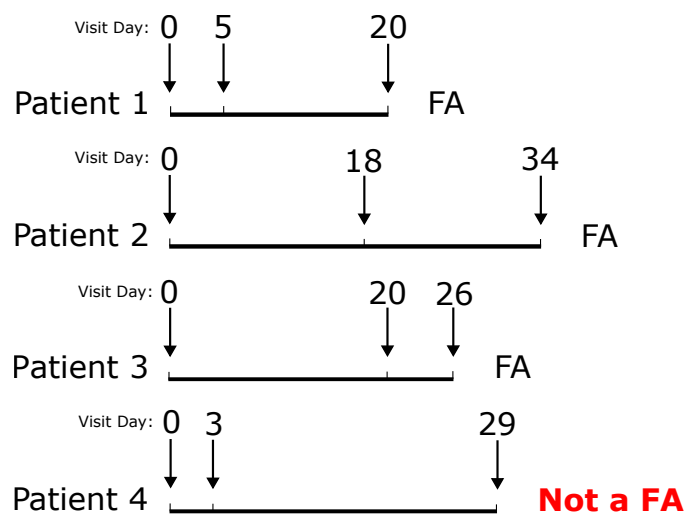 Visit Day: 0 5 20
Patient 1 FA
Visit Day: 0 18 34
Patient 2 FA
Visit Day: 0 20 26
Patient 3 FA
Visit Day: 0 3 29
Patient 4 Not a FA